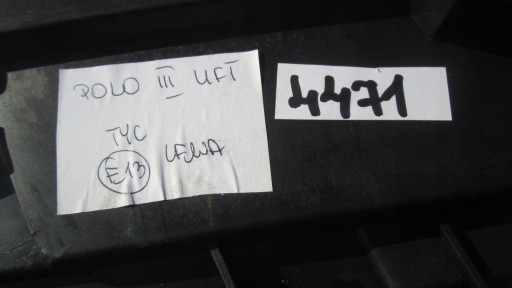 POLO III LIFT
4471
TYC
E13 LEWA